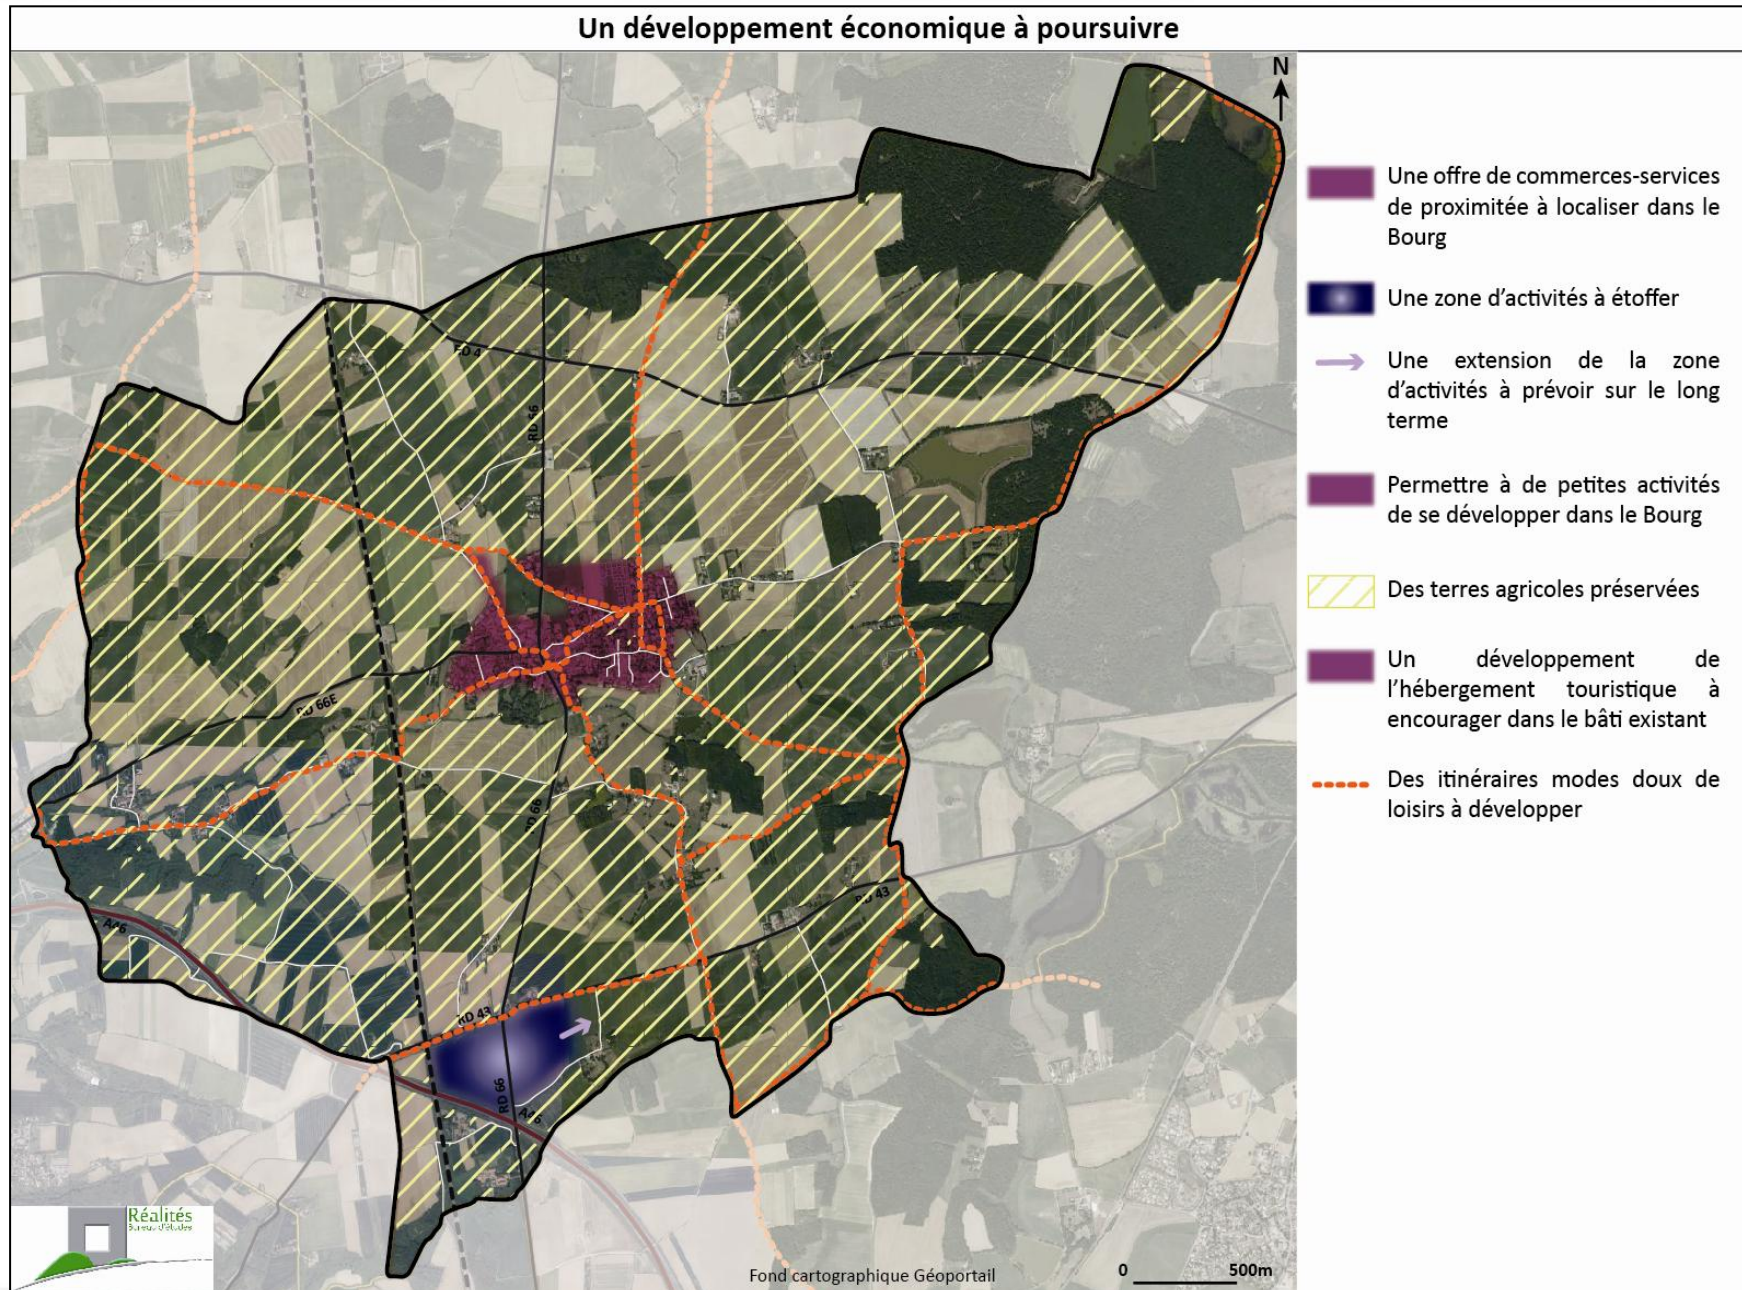 Un développement économique à poursuivre
N
Une offre de commerces-services
de proximitée à localiser dans le
Bourg
Une zone d'activités à étoffer
Une extension de la zone
d'activités à prévoir sur le long
terme
Permettre à de petites activités
de se développer dans le Bourg
Des terres agricoles préservées
Un développement de
l'hébergement touristique à
encourager dans le bâti existant
Des itinéraires modes doux de
loisirs à développer
RD 4
RD 66
RD 66E
RD 66
RD 43
A46
RD 43
RD 66
A46
Réalités
Bureau d'études
Fond cartographique Géoportail
0 500m